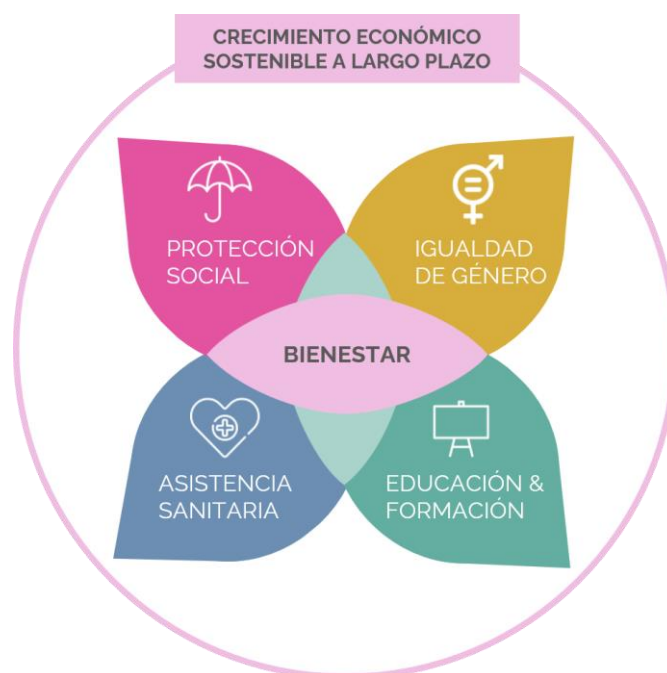 CRECIMIENTO ECONÓMICO
SOSTENIBLE A LARGO PLAZO
PROTECCIÓN
SOCIAL
IGUALDAD
DE GÉNERO
BIENESTAR
ASISTENCIA
SANITARIA
EDUCACIÓN &
FORMACIÓN